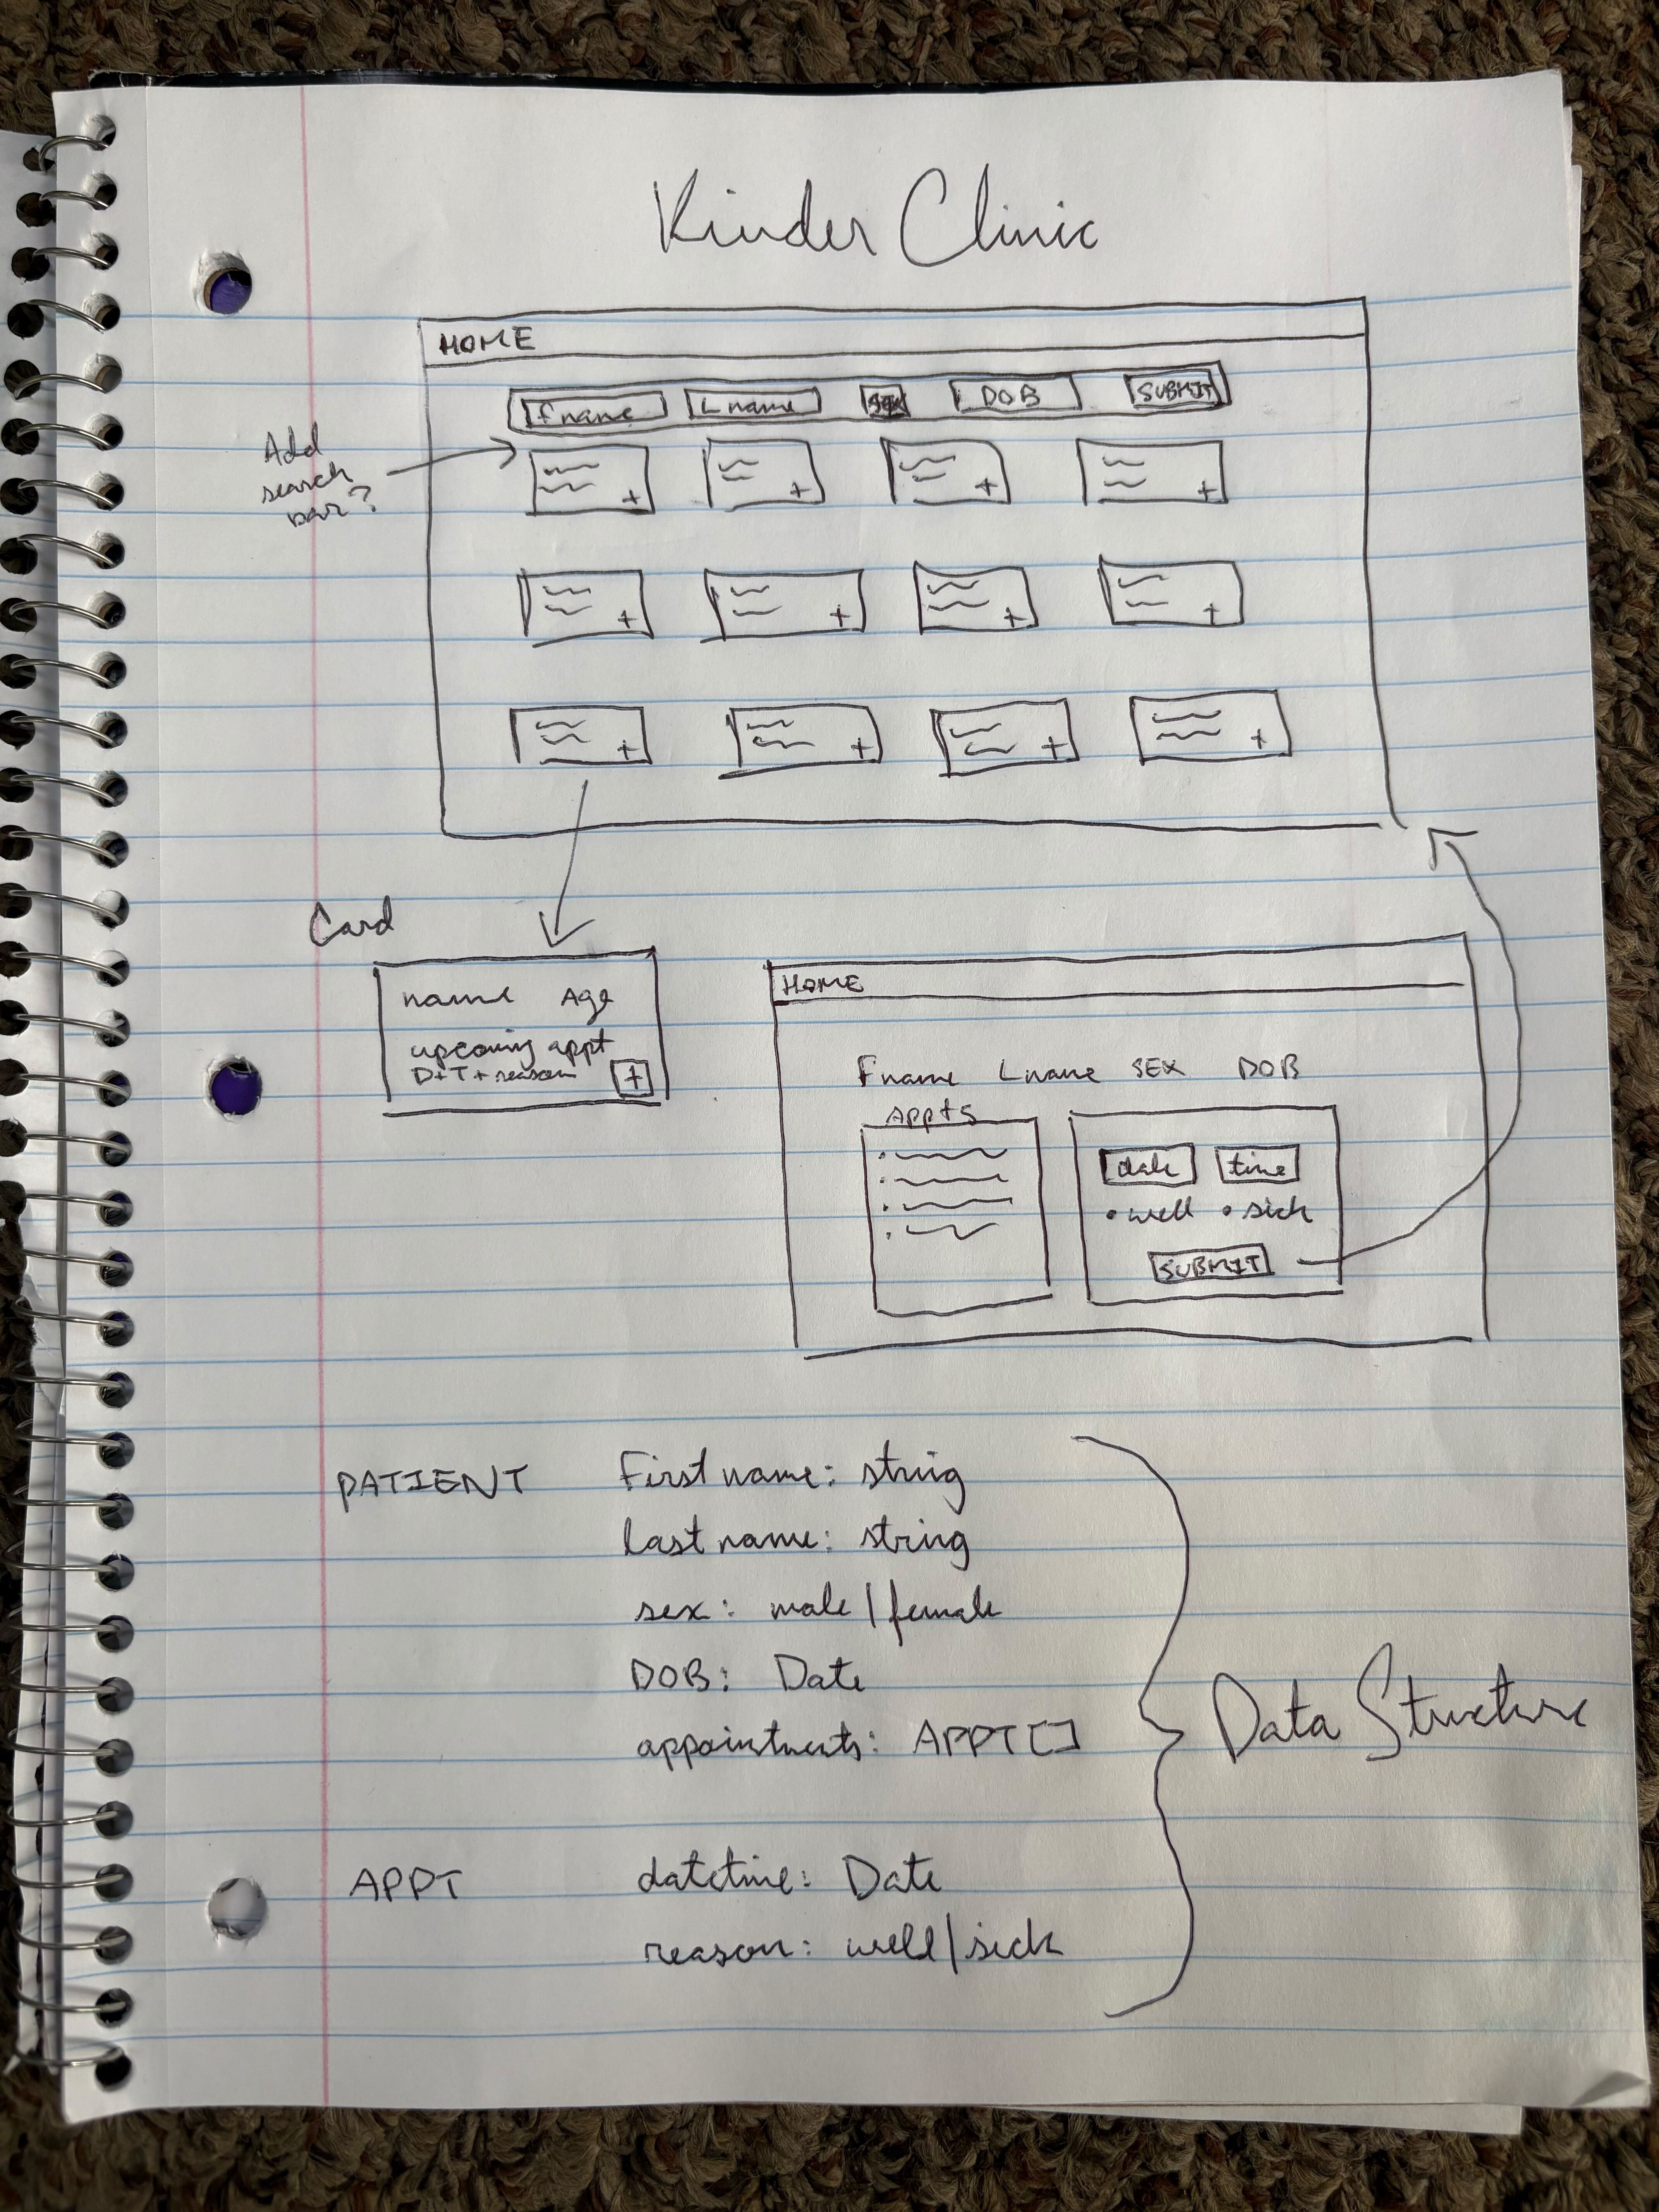 Kinder Clinic
HOME
Fname Lname SEX DOB SUBMIT
Add
search
bar?
+ + + +
+ + + +
+ + + +
Card
name Age
upcoming appt
D+T+reason +
HOME
Fname Lname SEX DOB
Appts
date time
• well • sick
SUBMIT
PATIENT First name: string
last name: string
sex: male/female
DOB: Date
appointments: APPT[]
Data Structure
APPT datetime: Date
reason: well/sick